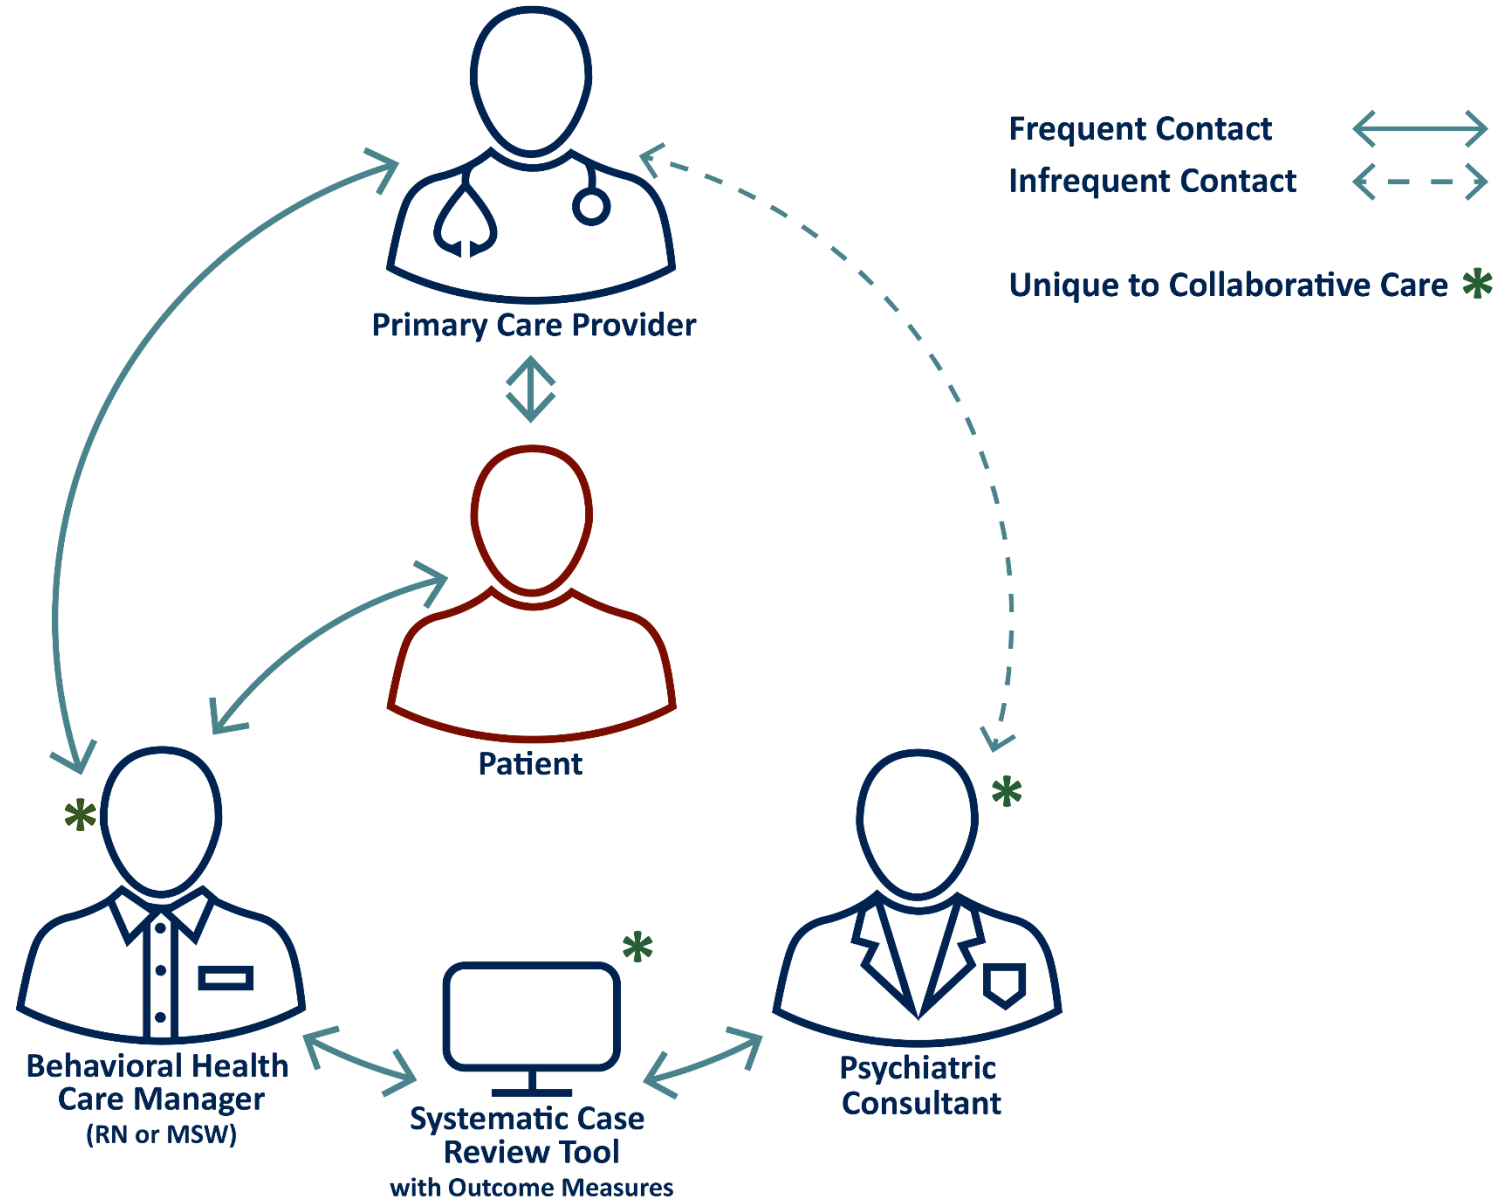 Frequent Contact
Infrequent Contact
Unique to Collaborative Care *
Primary Care Provider
Patient
*
*
*
Behavioral Health
Care Manager
(RN or MSW)
Systematic Case
Review Tool
with Outcome Measures
Psychiatric
Consultant